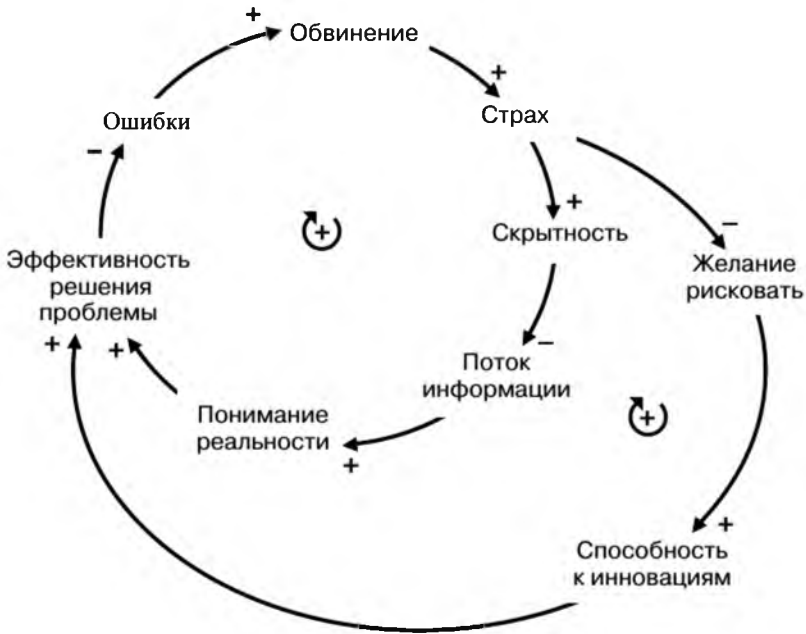 +
Обвинение
+
Страх
Ошибки
−
+
Скрытность
−
Желание
рисковать
+
Эффективность
решения
проблемы
+
+
−
Поток
информации
Понимание
реальности
+
+
+
Способность
к инновациям